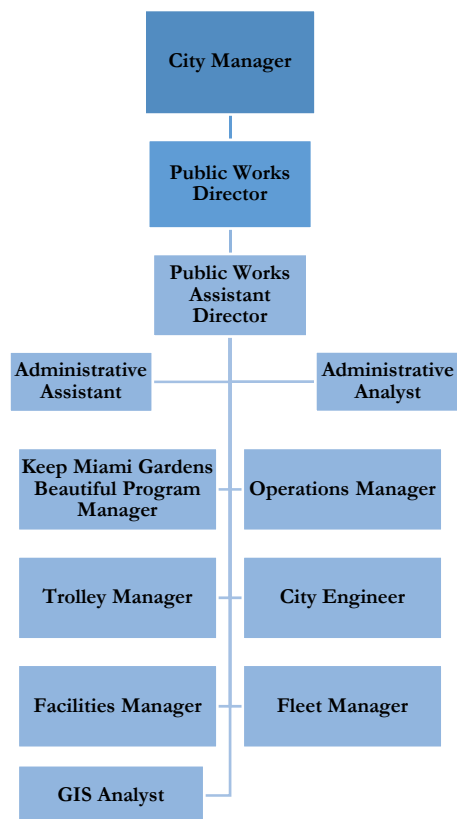 City Manager
Public Works
Director
Public Works
Assistant
Director
Administrative
Assistant
Administrative
Analyst
Keep Miami Gardens
Beautiful Program
Manager
Operations Manager
Trolley Manager
City Engineer
Facilities Manager
Fleet Manager
GIS Analyst